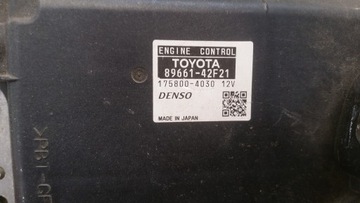 ENGINE CONTROL
TOYOTA
89661-42F21
175800-4030 12V
DENSO
MADE IN JAPAN